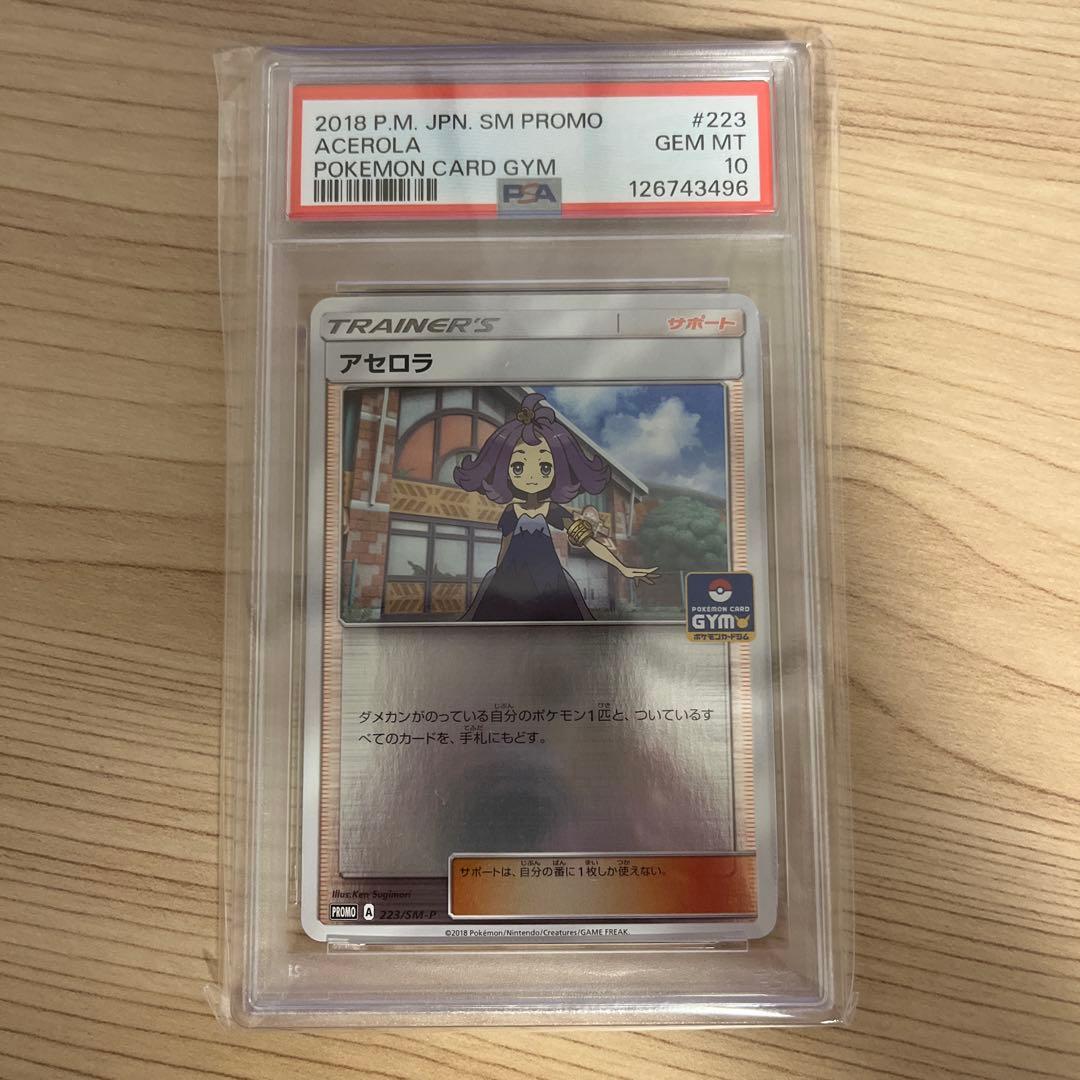 2018 P.M. JPN. SM PROMO #223
ACEROLA GEM MT
POKEMON CARD GYM 10
PSA 126743496
TRAINER'S サポート
アセロラ
POKÉMON CARD
GYM
ポケモンカードジム
ダメカンがのっている自分のポケモン1匹と、ついているす
べてのカードを、手札にもどす。
サポートは、自分の番に1枚しか使えない。
Illus.Ken Sugimori
PROMO A 223/SM-P
©2018 Pokémon/Nintendo/Creatures/GAME FREAK.